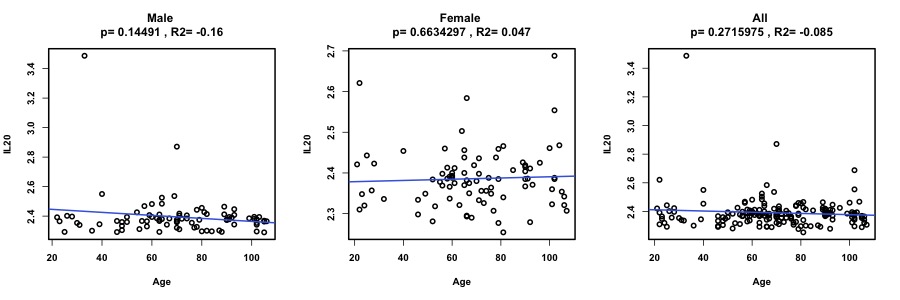 Male
p= 0.14491 , R2= -0.16
IL20
3.4
3.2
3.0
2.8
2.6
2.4
20 40 60 80 100
Age
Female
p= 0.6634297 , R2= 0.047
IL20
2.7
2.6
2.5
2.4
2.3
20 40 60 80 100
Age
All
p= 0.2715975 , R2= -0.085
IL20
3.4
3.2
3.0
2.8
2.6
2.4
20 40 60 80 100
Age